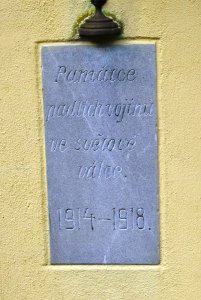 Památce
padlých vojínů
ve světové
válce.
1914–1918.